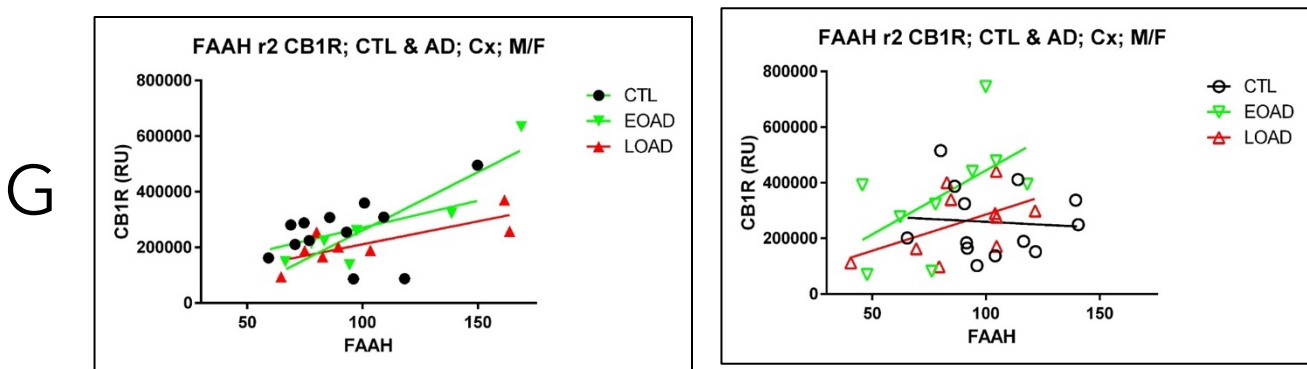 G
FAAH r2 CB1R; CTL & AD; Cx; M/F
CB1R (RU)
800000
600000
400000
200000
0
50 100 150
FAAH
CTL
EOAD
LOAD
FAAH r2 CB1R; CTL & AD; Cx; M/F
CB1R (RU)
800000
600000
400000
200000
0
50 100 150
FAAH
CTL
EOAD
LOAD